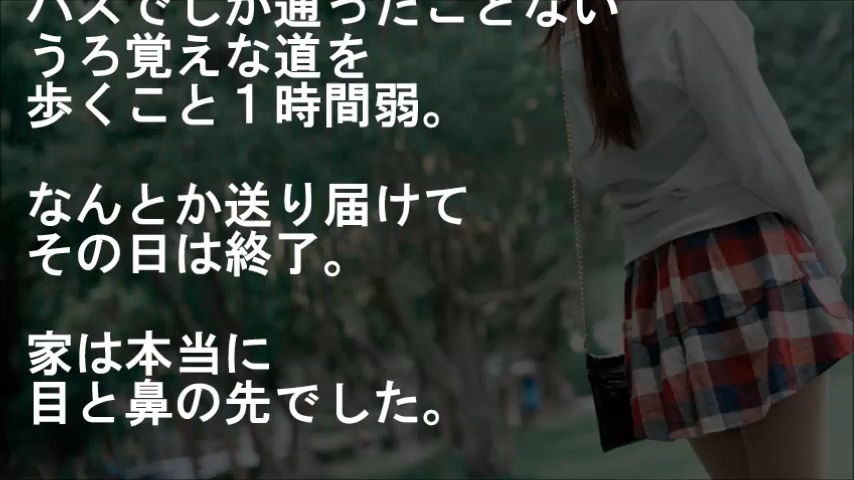 バスでしか通ったことない
うろ覚えな道を
歩くこと１時間弱。
なんとか送り届けて
その日は終了。
家は本当に
目と鼻の先でした。